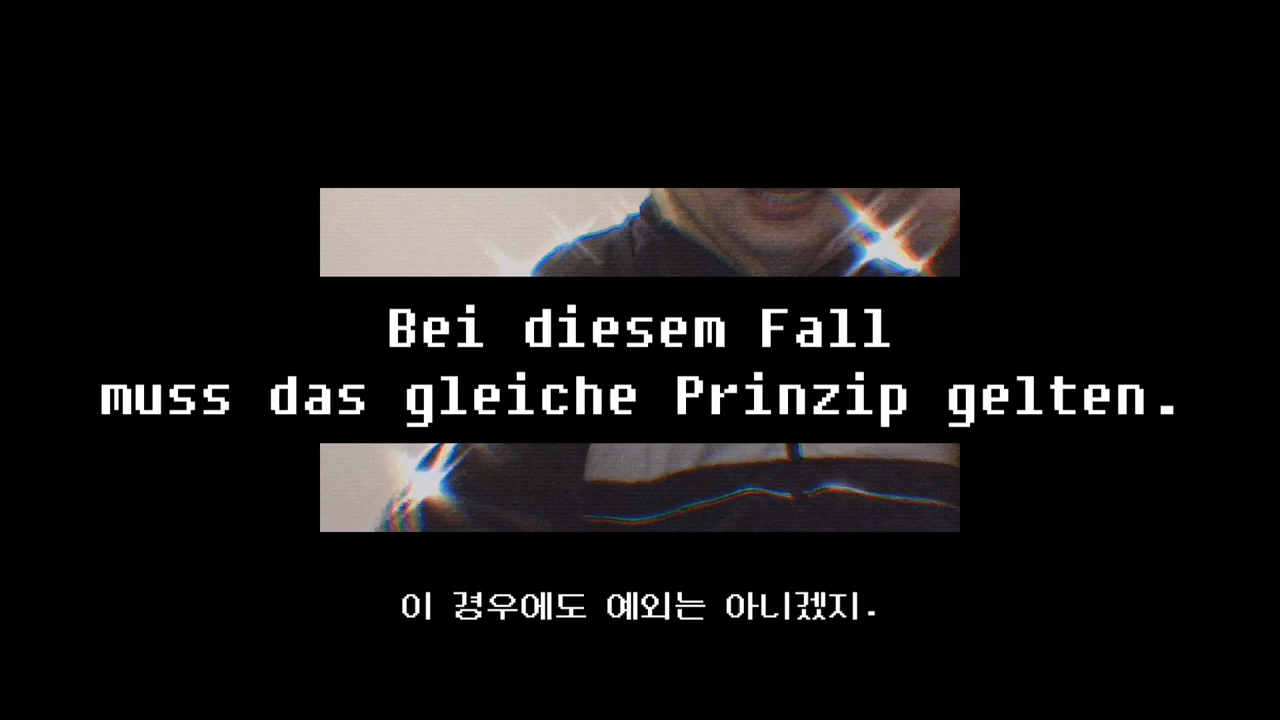 Bei diesem Fall
muss das gleiche Prinzip gelten.
이 경우에도 예외는 아니겠지.